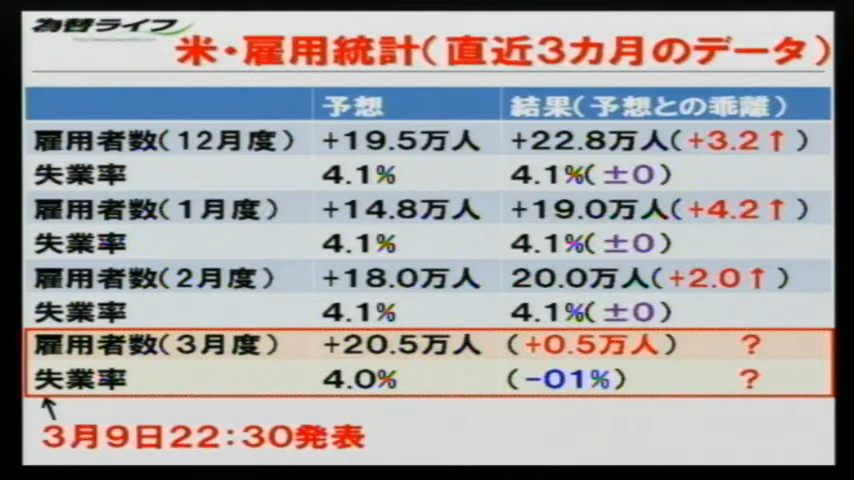 為替ライフ
米・雇用統計(直近3カ月のデータ)
予想 結果(予想との乖離)
雇用者数(12月度) +19.5万人 +22.8万人(+3.2↑)
失業率 4.1% 4.1%(±0)
雇用者数(1月度) +14.8万人 +19.0万人(+4.2↑)
失業率 4.1% 4.1%(±0)
雇用者数(2月度) +18.0万人 20.0万人(+2.0↑)
失業率 4.1% 4.1%(±0)
雇用者数(3月度) +20.5万人 (+0.5万人) ?
失業率 4.0% (-01%) ?
3月9日22:30発表